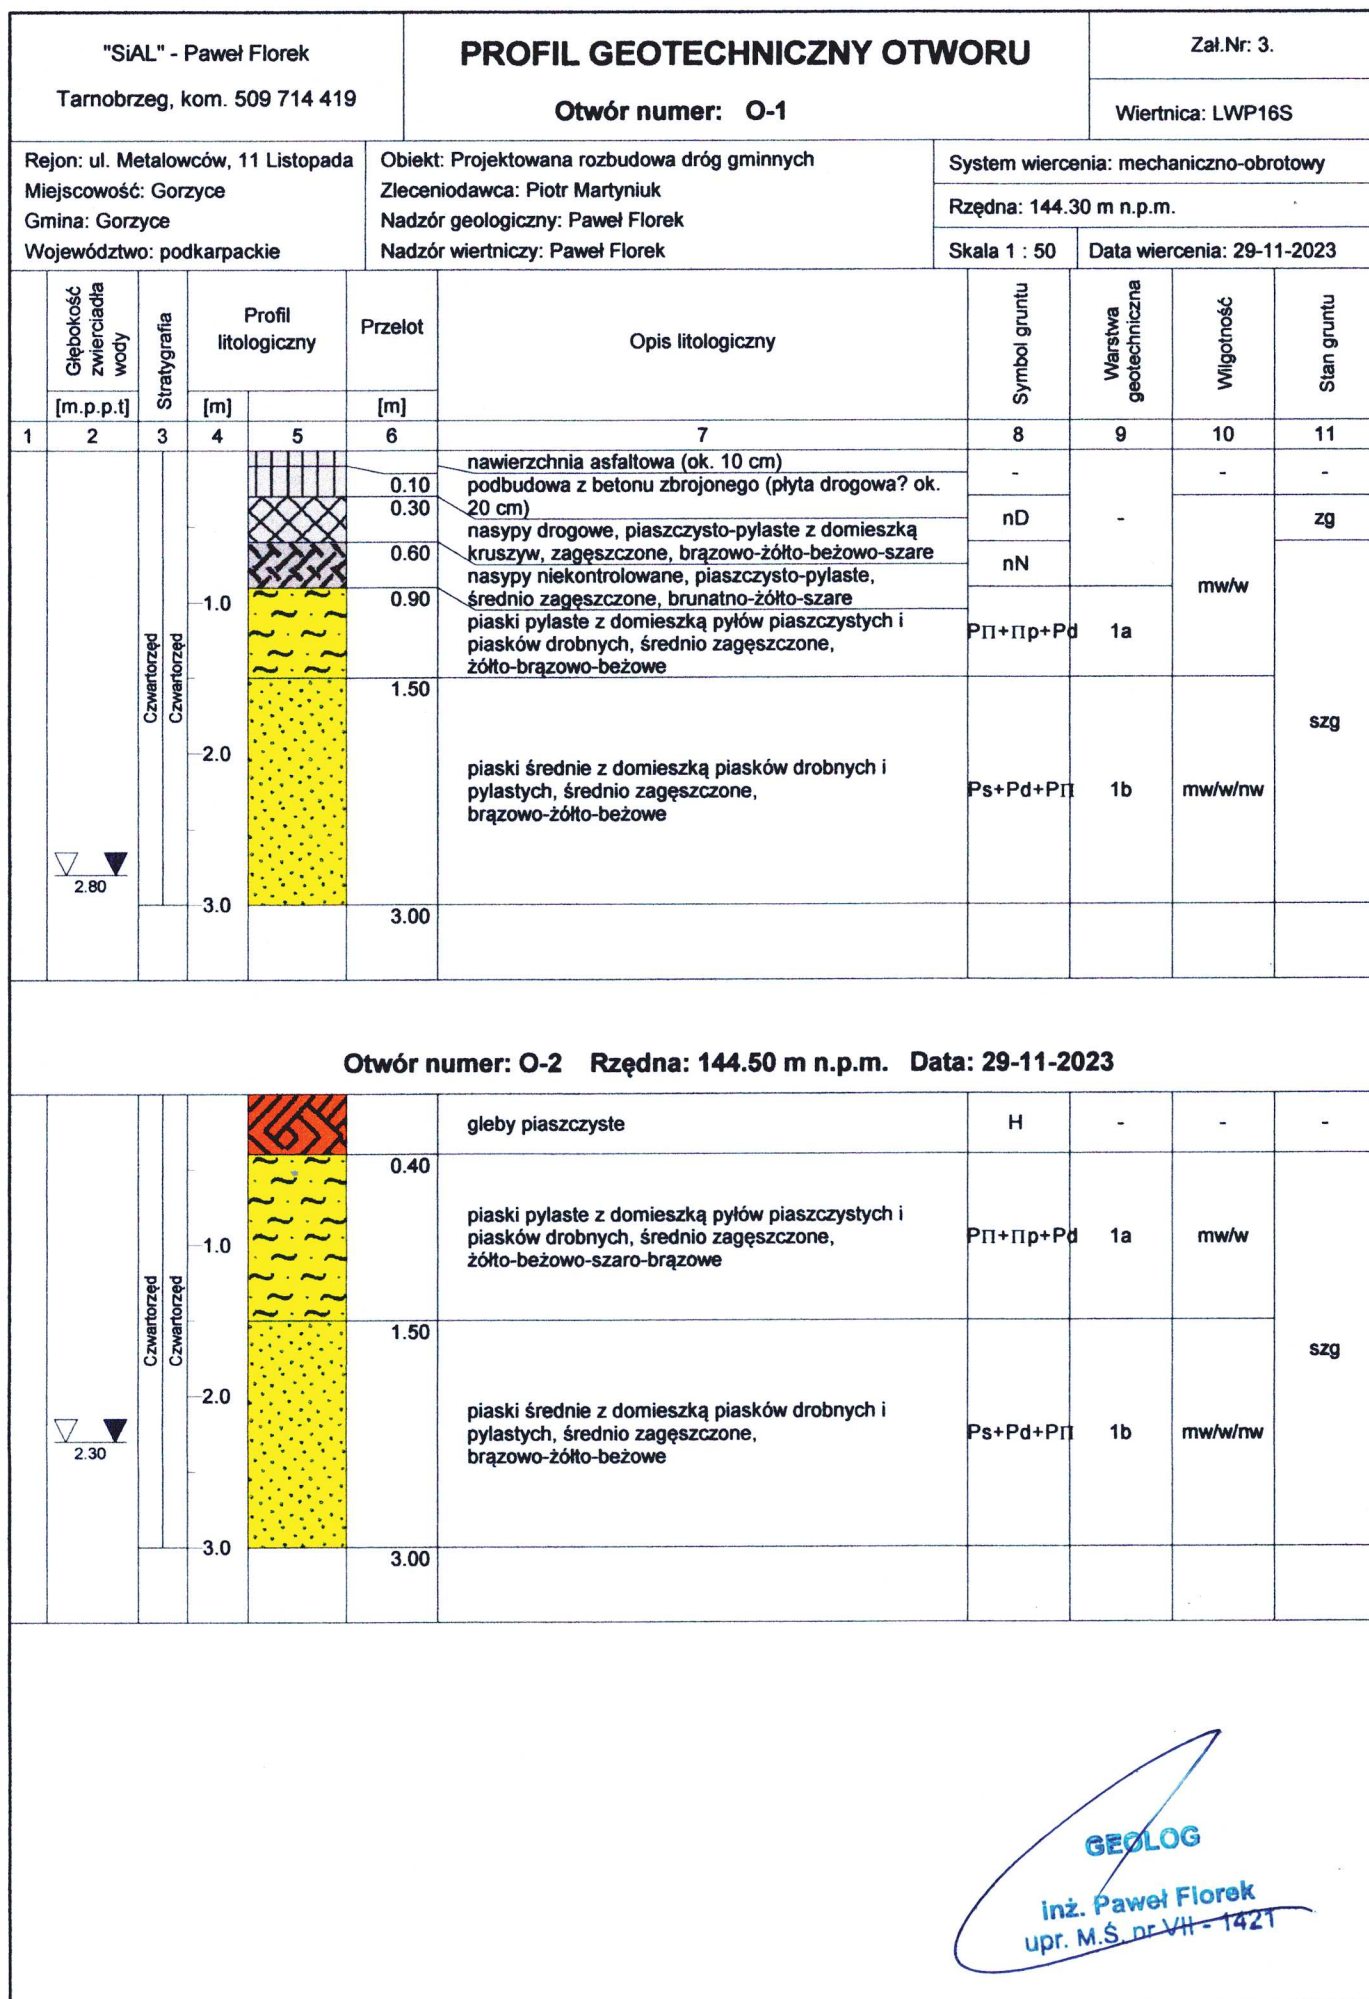 "SiAL" - Paweł Florek
Tarnobrzeg, kom. 509 714 419
PROFIL GEOTECHNICZNY OTWORU
Otwór numer: O-1
Zał.Nr: 3.
Wiertnica: LWP16S
Rejon: ul. Metalowców, 11 Listopada
Miejscowość: Gorzyce
Gmina: Gorzyce
Województwo: podkarpackie
Obiekt: Projektowana rozbudowa dróg gminnych
Zleceniodawca: Piotr Martyniuk
Nadzór geologiczny: Paweł Florek
Nadzór wiertniczy: Paweł Florek
System wiercenia: mechaniczno-obrotowy
Rzędna: 144.30 m n.p.m.
Skala 1 : 50
Data wiercenia: 29-11-2023
Głębokość
zwierciadła
wody
[m.p.p.t]
Stratygrafia
Profil
litologiczny
[m]
Przelot
[m]
Opis litologiczny
Symbol gruntu
Warstwa
geotechniczna
Wilgotność
Stan gruntu
1 2 3 4 5 6 7 8 9 10 11
nawierzchnia asfaltowa (ok. 10 cm)
0.10
podbudowa z betonu zbrojonego (płyta drogowa? ok.
20 cm)
- - -
0.30
nasypy drogowe, piaszczysto-pylaste z domieszką
kruszyw, zagęszczone, brązowo-żółto-beżowo-szare
nD - zg
0.60
nasypy niekontrolowane, piaszczysto-pylaste,
średnio zagęszczone, brunatno-żółto-szare
nN
mw/w
0.90
1.0
piaski pylaste z domieszką pyłów piaszczystych i
piasków drobnych, średnio zagęszczone,
żółto-brązowo-beżowe
PΠ+Πp+Pd 1a
1.50
Czwartorzęd
Czwartorzęd
szg
2.0
piaski średnie z domieszką piasków drobnych i
pylastych, średnio zagęszczone,
brązowo-żółto-beżowe
Ps+Pd+PΠ 1b mw/w/nw
2.80
3.0
3.00
Otwór numer: O-2 Rzędna: 144.50 m n.p.m. Data: 29-11-2023
gleby piaszczyste H - - -
0.40
piaski pylaste z domieszką pyłów piaszczystych i
piasków drobnych, średnio zagęszczone,
żółto-beżowo-szaro-brązowe
1.0
PΠ+Πp+Pd 1a mw/w
Czwartorzęd
Czwartorzęd
1.50
szg
2.0
piaski średnie z domieszką piasków drobnych i
pylastych, średnio zagęszczone,
brązowo-żółto-beżowe
Ps+Pd+PΠ 1b mw/w/nw
2.30
3.0
3.00
GEOLOG
inż. Paweł Florek
upr. M.Ś. nr VII - 1421